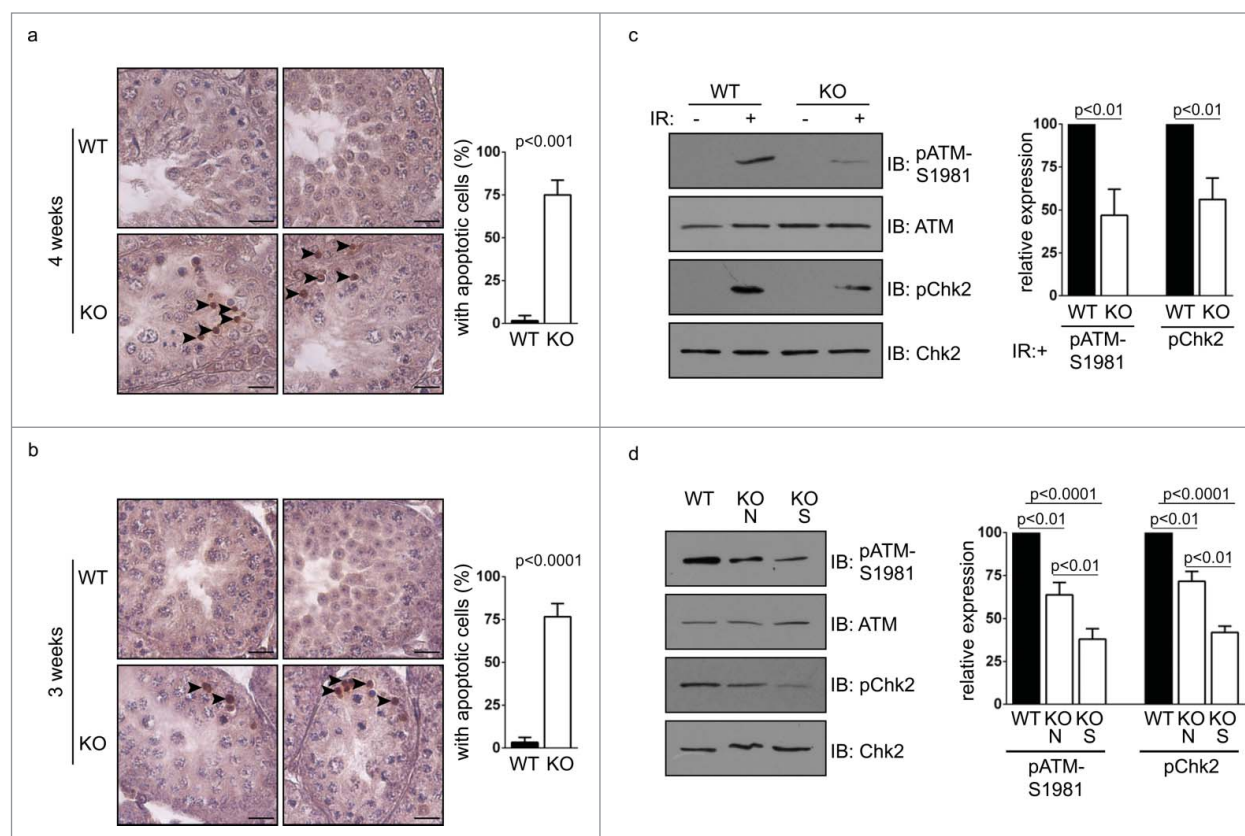 a
4 weeks
WT
KO
with apoptotic cells (%)
p<0.001
100
75
50
25
0
WT KO
b
3 weeks
WT
KO
with apoptotic cells (%)
p<0.0001
100
75
50
25
0
WT KO
c
WT KO
IR: - + - +
IB: pATM-
S1981
IB: ATM
IB: pChk2
IB: Chk2
relative expression
p<0.01 p<0.01
100
75
50
25
0
WT KO WT KO
IR:+ pATM-
S1981
pChk2
d
WT KO
N
KO
S
IB: pATM-
S1981
IB: ATM
IB: pChk2
IB: Chk2
relative expression
p<0.0001 p<0.0001
p<0.01 p<0.01
p<0.01 p<0.01
100
75
50
25
0
WT KO KO WT KO KO
N S N S
pATM-
S1981
pChk2